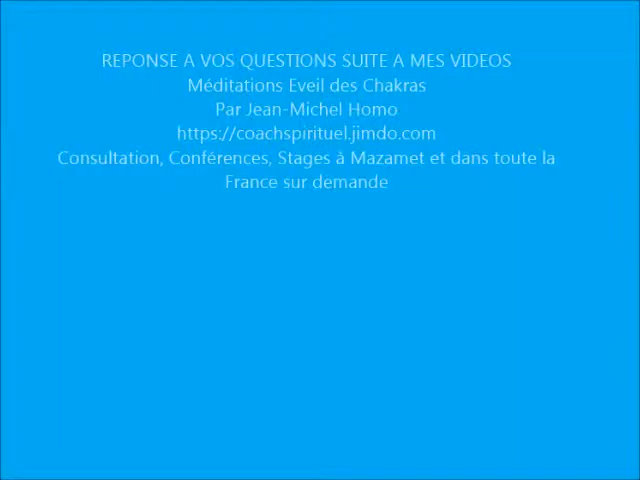 REPONSE A VOS QUESTIONS SUITE A MES VIDEOS
Méditations Eveil des Chakras
Par Jean-Michel Homo
https://coachspirituel.jimdo.com
Consultation, Conférences, Stages à Mazamet et dans toute la
France sur demande